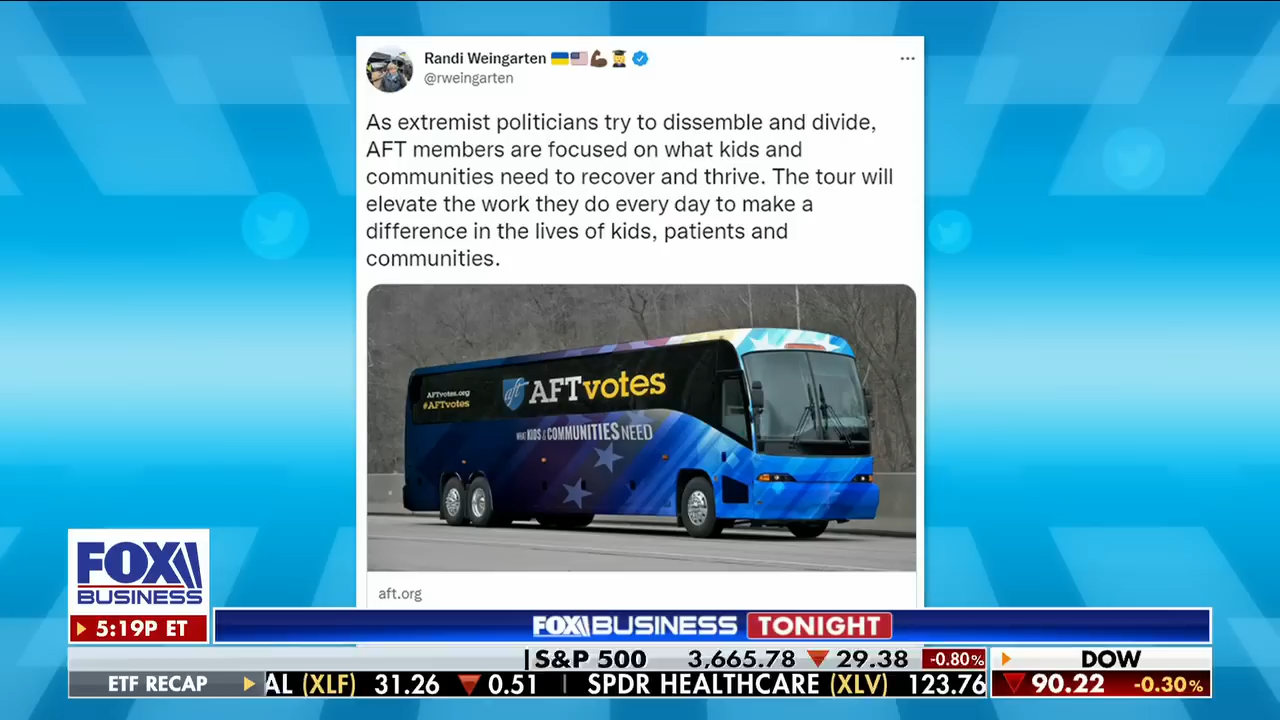 Randi Weingarten
@rweingarten
As extremist politicians try to dissemble and divide,
AFT members are focused on what kids and
communities need to recover and thrive. The tour will
elevate the work they do every day to make a
difference in the lives of kids, patients and
communities.
AFTvotes.org
#AFTvotes
aft
AFTvotes
WHAT KIDS & COMMUNITIES NEED
aft.org
FOX
BUSINESS
5:19P ET
FOX BUSINESS TONIGHT
S&P 500 3,665.78 29.38 -0.80%
DOW
ETF RECAP
AL (XLF) 31.26 0.51 | SPDR HEALTHCARE (XLV) 123.76
90.22 -0.30%